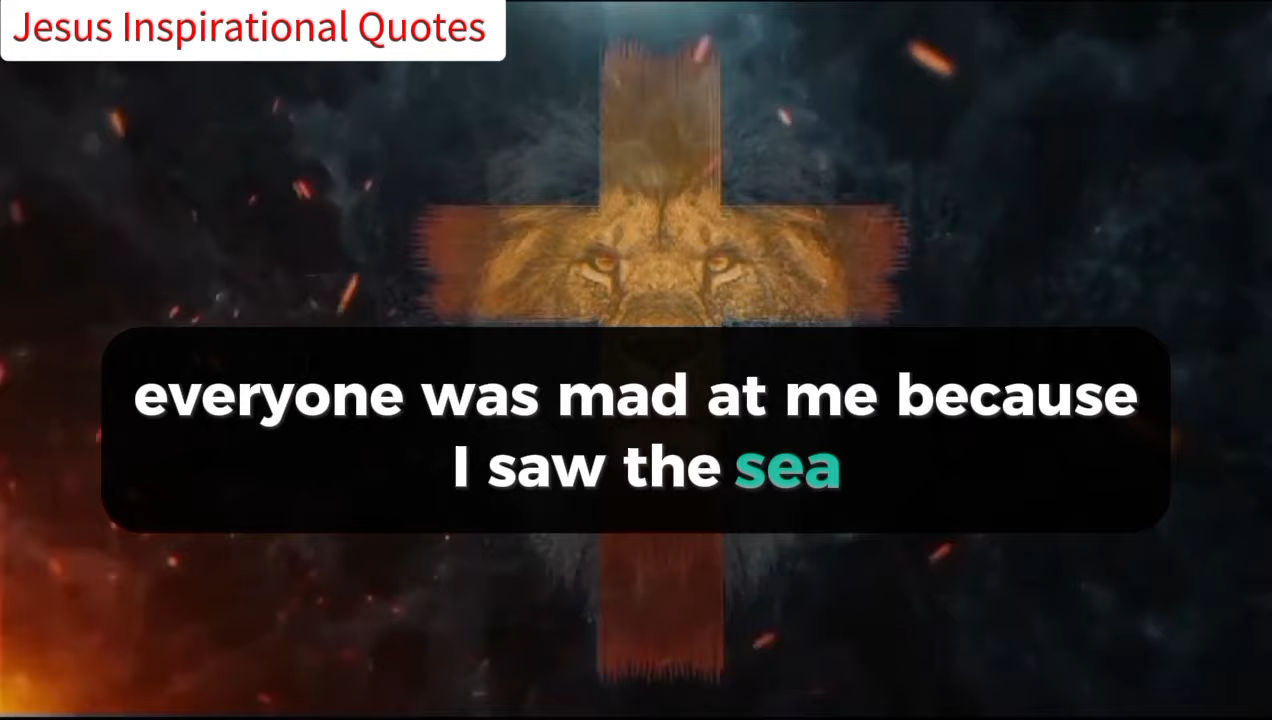 Jesus Inspirational Quotes
everyone was mad at me because
I saw the sea